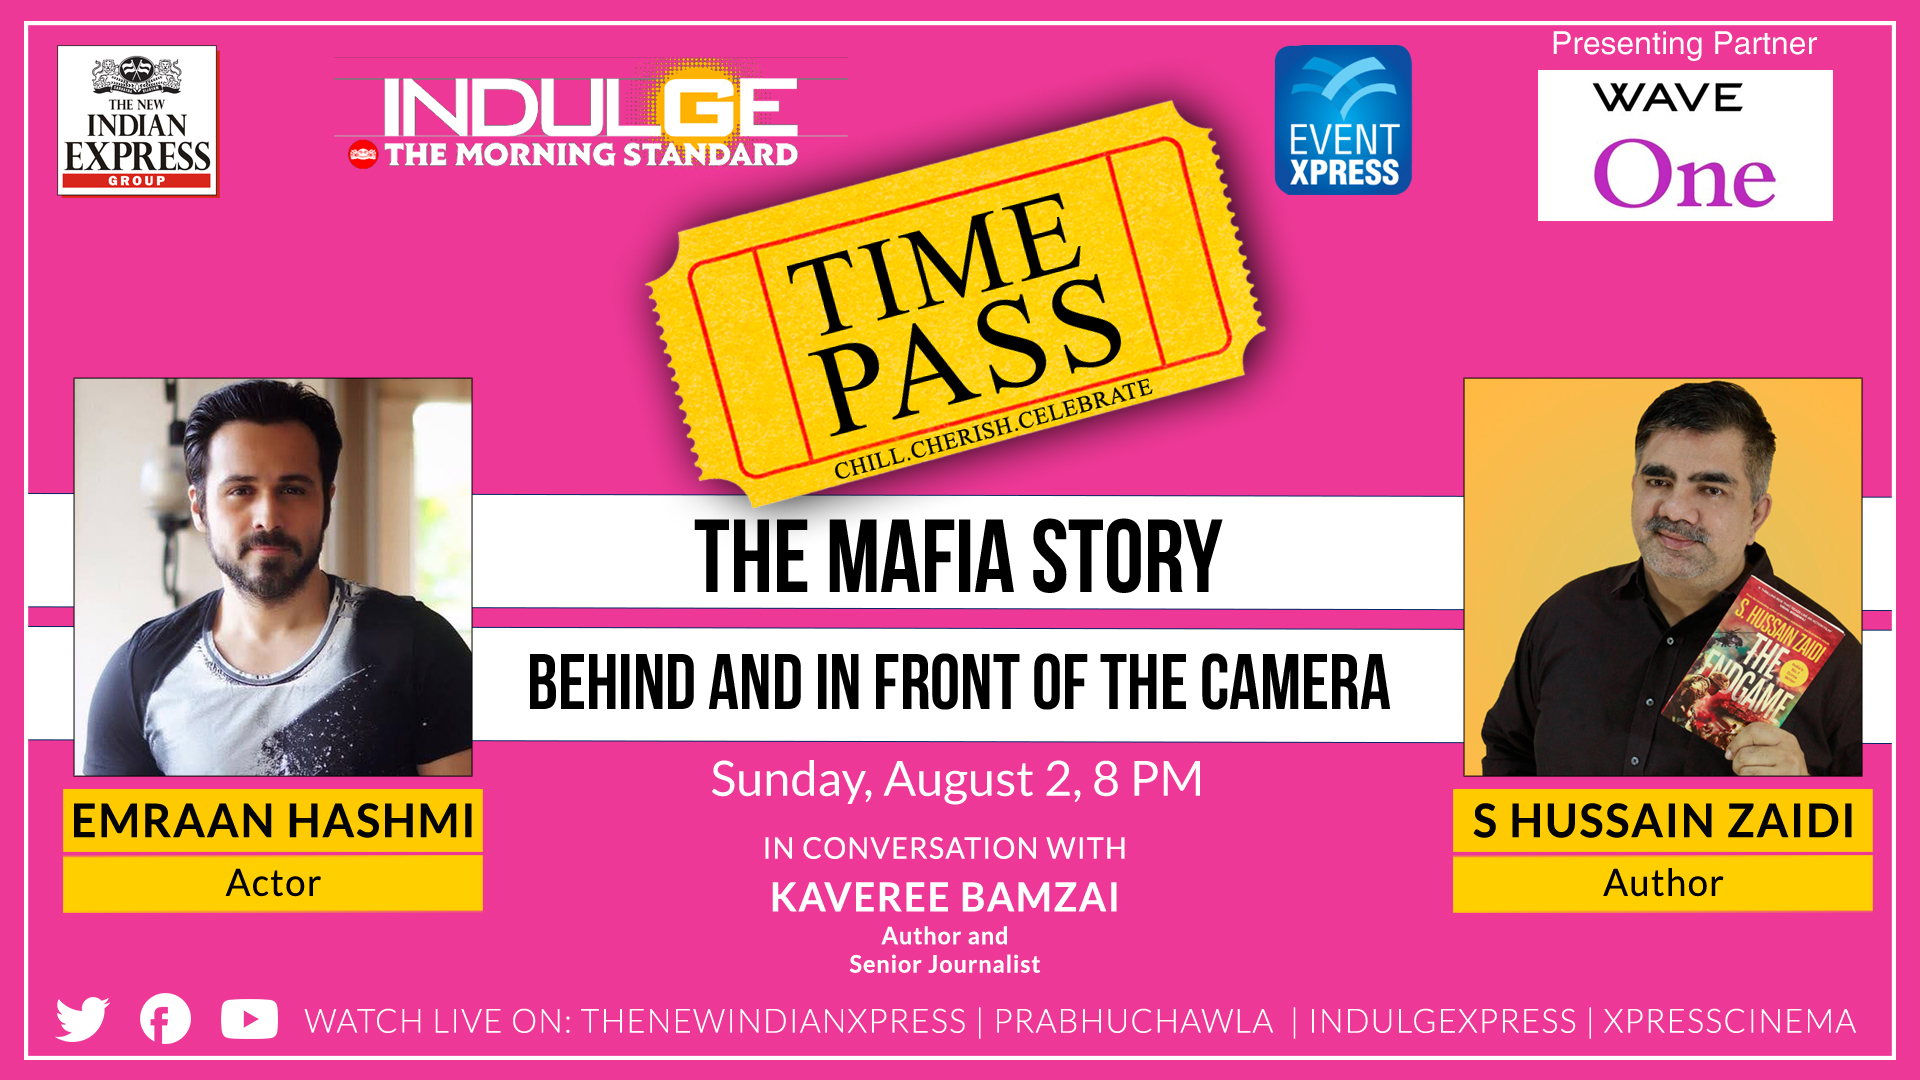 THE NEW
INDIAN
EXPRESS
GROUP
INDULGE
THE MORNING STANDARD
EVENT
XPRESS
Presenting Partner
WAVE
One
TIME
PASS
CHILL.CHERISH.CELEBRATE
THE MAFIA STORY
BEHIND AND IN FRONT OF THE CAMERA
S. HUSSAIN ZAIDI
THE
ENDGAME
Sunday, August 2, 8 PM
IN CONVERSATION WITH
KAVEREE BAMZAI
Author and
Senior Journalist
EMRAAN HASHMI
Actor
S HUSSAIN ZAIDI
Author
WATCH LIVE ON: THENEWINDIANXPRESS | PRABHUCHAWLA | INDULGEXPRESS | XPRESSCINEMA